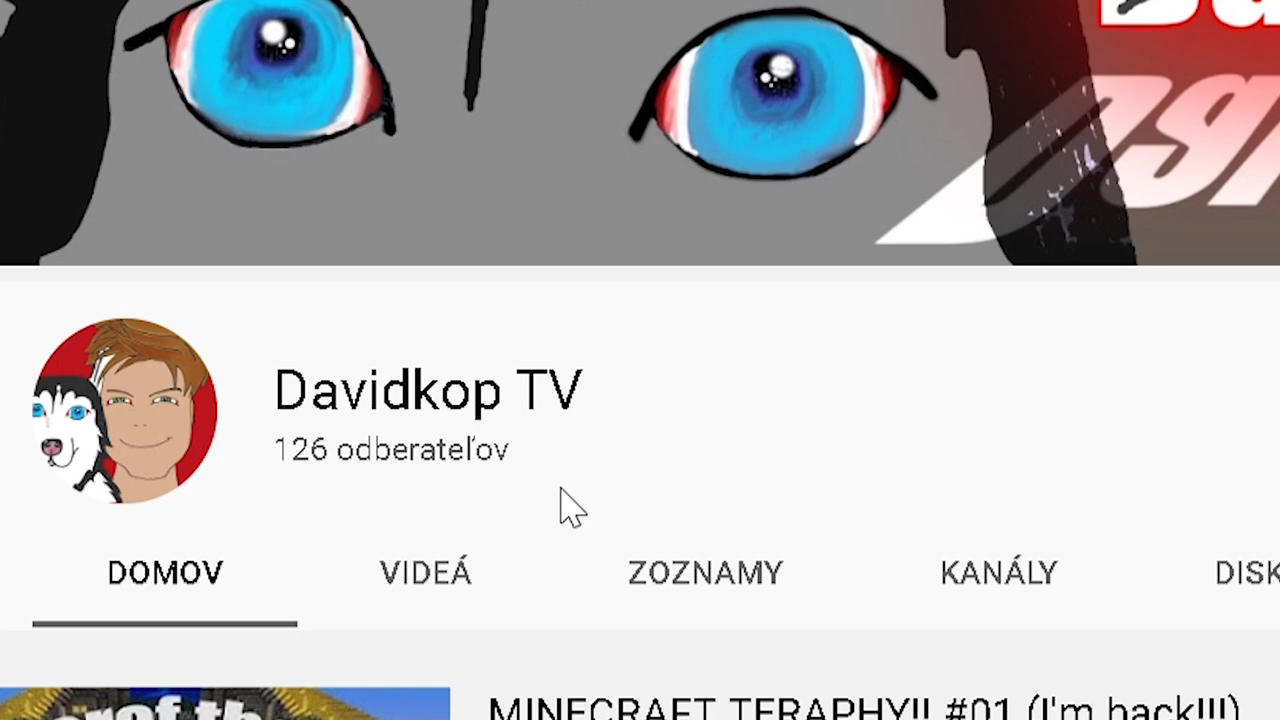 Davidkop TV
126 odberateľov
DOMOV
VIDEÁ
ZOZNAMY
KANÁLY
MINECRAFT TERAPHY!! #01 (I'm back!!!)